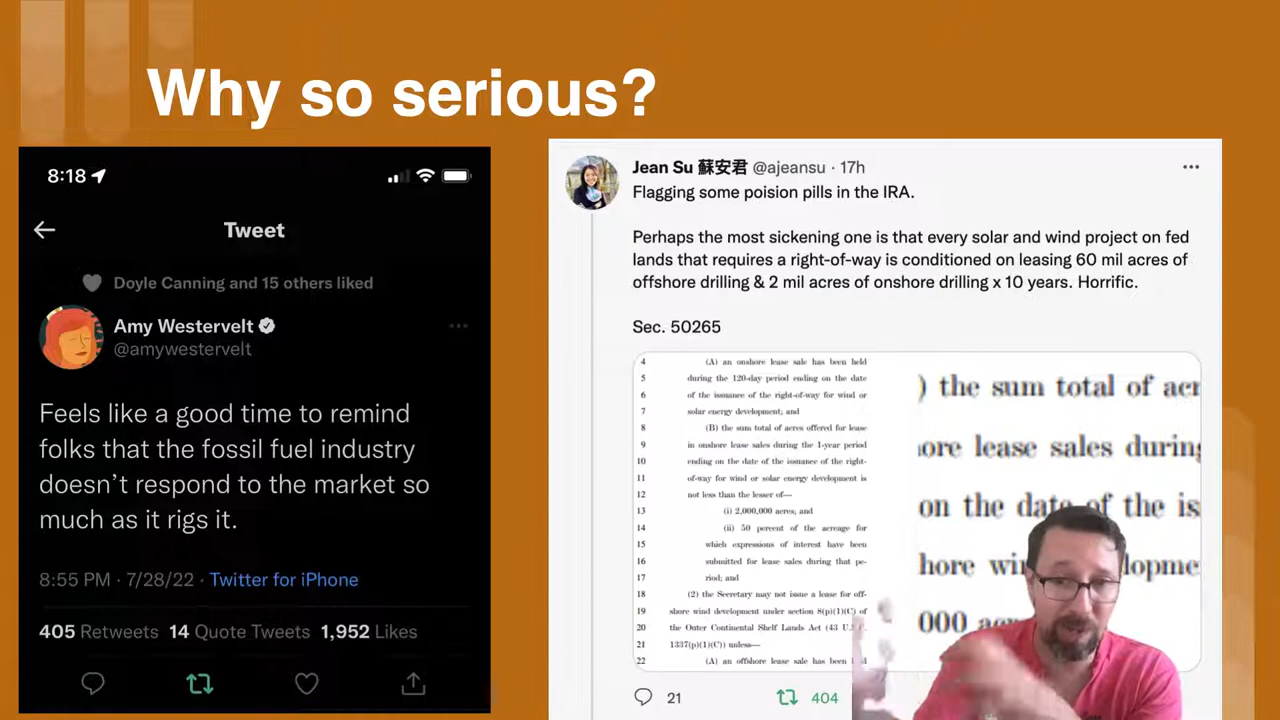 Why so serious?
8:18
Tweet
Doyle Canning and 15 others liked
Amy Westervelt
@amywestervelt
Feels like a good time to remind
folks that the fossil fuel industry
doesn’t respond to the market so
much as it rigs it.
8:55 PM · 7/28/22 · Twitter for iPhone
405 Retweets 14 Quote Tweets 1,952 Likes
Jean Su 蘇安君 @ajeansu · 17h
Flagging some poision pills in the IRA.
Perhaps the most sickening one is that every solar and wind project on fed
lands that requires a right-of-way is conditioned on leasing 60 mil acres of
offshore drilling & 2 mil acres of onshore drilling x 10 years. Horrific.
Sec. 50265
4 (A) an onshore lease sale has been held
5 during the 120-day period ending on the date
6 of the issuance of the right-of-way for wind or
7 solar energy development; and
8 (B) the sum total of acres offered for lease
9 in onshore lease sales during the 1-year period
10 ending on the date of the issuance of the right-
11 of-way for wind or solar energy development is
12 not less than the lesser of—
13 (i) 2,000,000 acres; and
14 (ii) 50 percent of the acreage for
15 which expressions of interest have been
16 submitted for lease sales during that pe-
17 riod; and
18 (2) the Secretary may not issue a lease for off-
19 shore wind development under section 8(p)(1)(C) of
20 the Outer Continental Shelf Lands Act (43 U.S.C.
21 1337(p)(1)(C)) unless—
22 (A) an offshore lease sale has been
) the sum total of acr
ore lease sales during
on the date of the is
hore win lopme
000
21 404